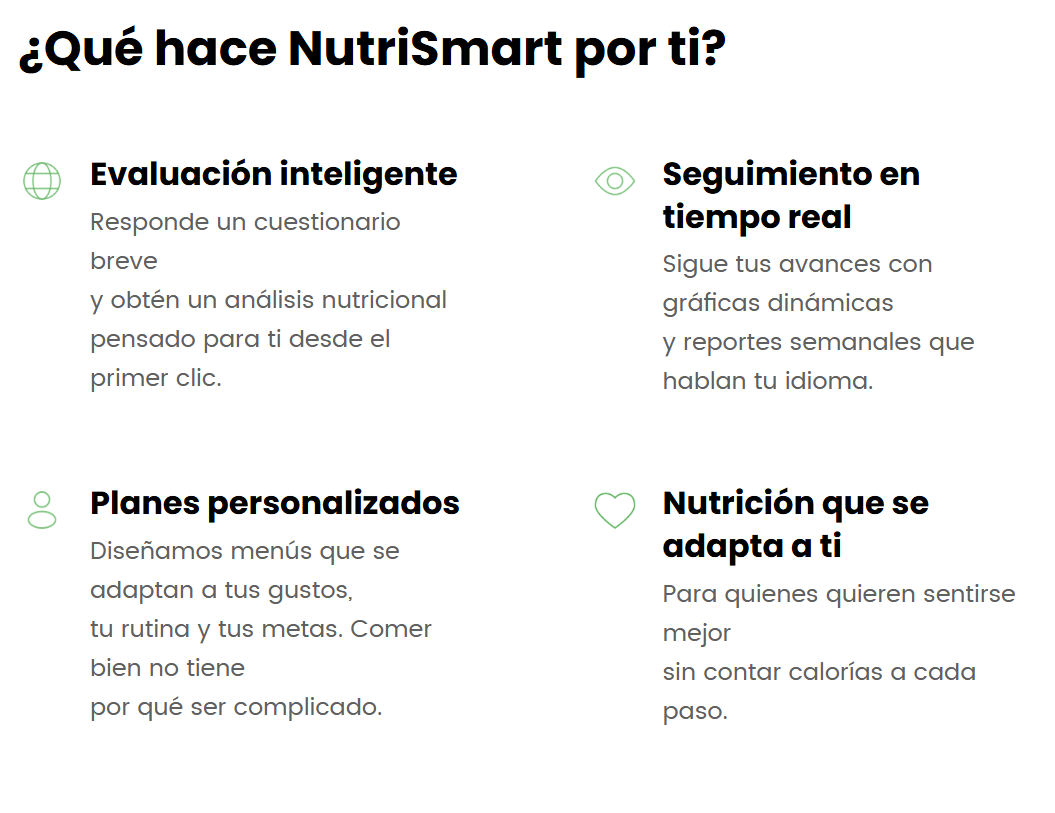 ¿Qué hace NutriSmart por ti?
Evaluación inteligente
Responde un cuestionario
breve
y obtén un análisis nutricional
pensado para ti desde el
primer clic.
Seguimiento en
tiempo real
Sigue tus avances con
gráficas dinámicas
y reportes semanales que
hablan tu idioma.
Planes personalizados
Diseñamos menús que se
adaptan a tus gustos,
tu rutina y tus metas. Comer
bien no tiene
por qué ser complicado.
Nutrición que se
adapta a ti
Para quienes quieren sentirse
mejor
sin contar calorías a cada
paso.